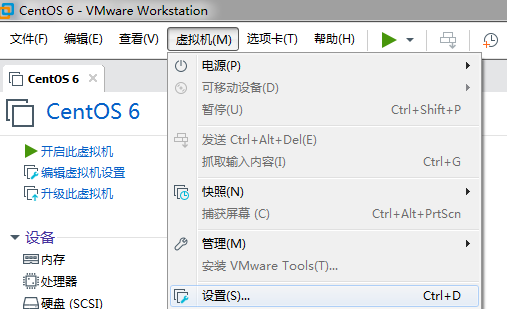 CentOS 6 - VMware Workstation
文件(F) 编辑(E) 查看(V) 虚拟机(M) 选项卡(T) 帮助(H)
CentOS 6
CentOS 6
开启此虚拟机
编辑虚拟机设置
升级此虚拟机
设备
内存
处理器
硬盘 (SCSI)
电源(P)
可移动设备(D)
暂停(U) Ctrl+Shift+P
发送 Ctrl+Alt+Del(E)
抓取输入内容(I) Ctrl+G
快照(N)
捕获屏幕 (C) Ctrl+Alt+PrtScn
管理(M)
安装 VMware Tools(T)...
设置(S)... Ctrl+D